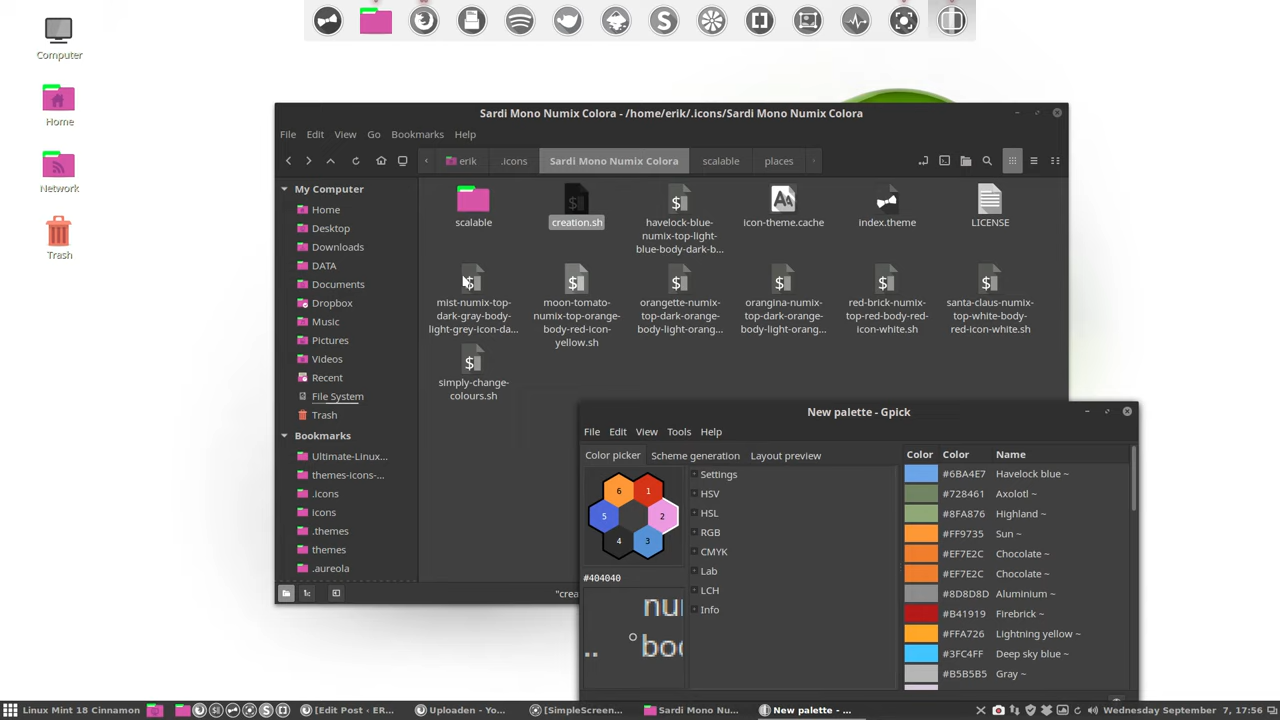 Computer
Home
Network
Trash
Sardi Mono Numix Colora - /home/erik/.icons/Sardi Mono Numix Colora
File Edit View Go Bookmarks Help
erik .icons Sardi Mono Numix Colora scalable places
My Computer
Home
Desktop
Downloads
DATA
Documents
Dropbox
Music
Pictures
Videos
Recent
File System
Trash
Bookmarks
Ultimate-Linux...
themes-icons-...
.icons
icons
.themes
themes
.aureola
scalable
creation.sh
havelock-blue-
numix-top-light-
blue-body-dark-b...
icon-theme.cache
index.theme
LICENSE
mist-numix-top-
dark-gray-body-
light-grey-icon-da...
moon-tomato-
numix-top-orange-
body-red-icon-
yellow.sh
orangette-numix-
top-dark-orange-
body-light-orang...
orangina-numix-
top-dark-orange-
body-light-orang...
red-brick-numix-
top-red-body-red-
icon-white.sh
santa-claus-numix-
top-white-body-
red-icon-white.sh
simply-change-
colours.sh
"crea
New palette - Gpick
File Edit View Tools Help
Color picker Scheme generation Layout preview
6 1
5 2
4 3
#404040
nui
°boc
..
Settings
HSV
HSL
RGB
CMYK
Lab
LCH
Info
Color Color Name
#6BA4E7 Havelock blue ~
#728461 Axolotl ~
#8FA876 Highland ~
#FF9735 Sun ~
#EF7E2C Chocolate ~
#EF7E2C Chocolate ~
#8D8D8D Aluminium ~
#B41919 Firebrick ~
#FFA726 Lightning yellow ~
#3FC4FF Deep sky blue ~
#B5B5B5 Gray ~
Linux Mint 18 Cinnamon [Edit Post ‹ ER... Uploaden - Yo... [SimpleScreen... Sardi Mono Nu... New palette - ... Wednesday September 7, 17:56